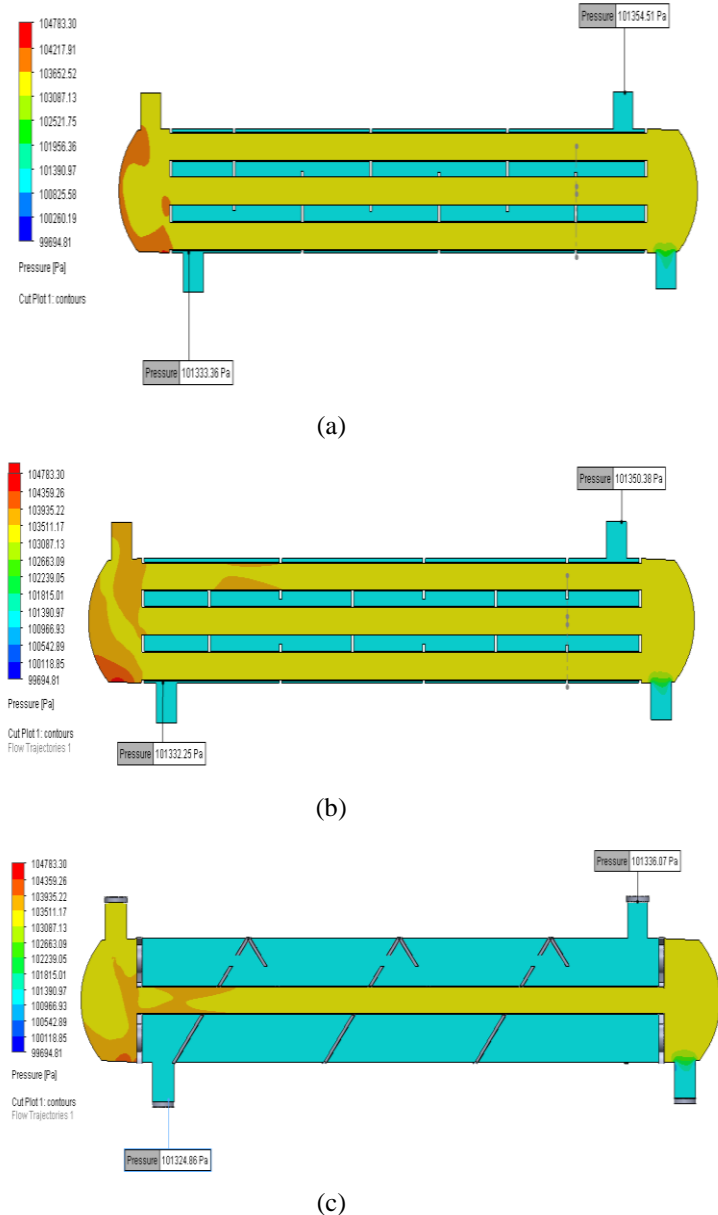 Pressure 101354.51 Pa
104783.30
104217.91
103652.52
103087.13
102521.75
101956.36
101390.97
100825.58
100260.19
99694.81
Pressure [Pa]
Cut Plot 1: contours
Pressure 101333.36 Pa
(a)
Pressure 101350.38 Pa
104783.30
104359.26
103935.22
103511.17
103087.13
102663.09
102239.05
101815.01
101390.97
100966.93
100542.89
100118.85
99694.81
Pressure [Pa]
Cut Plot 1: contours
Flow Trajectories 1
Pressure 101332.25 Pa
(b)
Pressure 101336.07 Pa
104783.30
104359.26
103935.22
103511.17
103087.13
102663.09
102239.05
101815.01
101390.97
100966.93
100542.89
100118.85
99694.81
Pressure [Pa]
Cut Plot 1: contours
Flow Trajectories 1
Pressure 101324.86 Pa
(c)